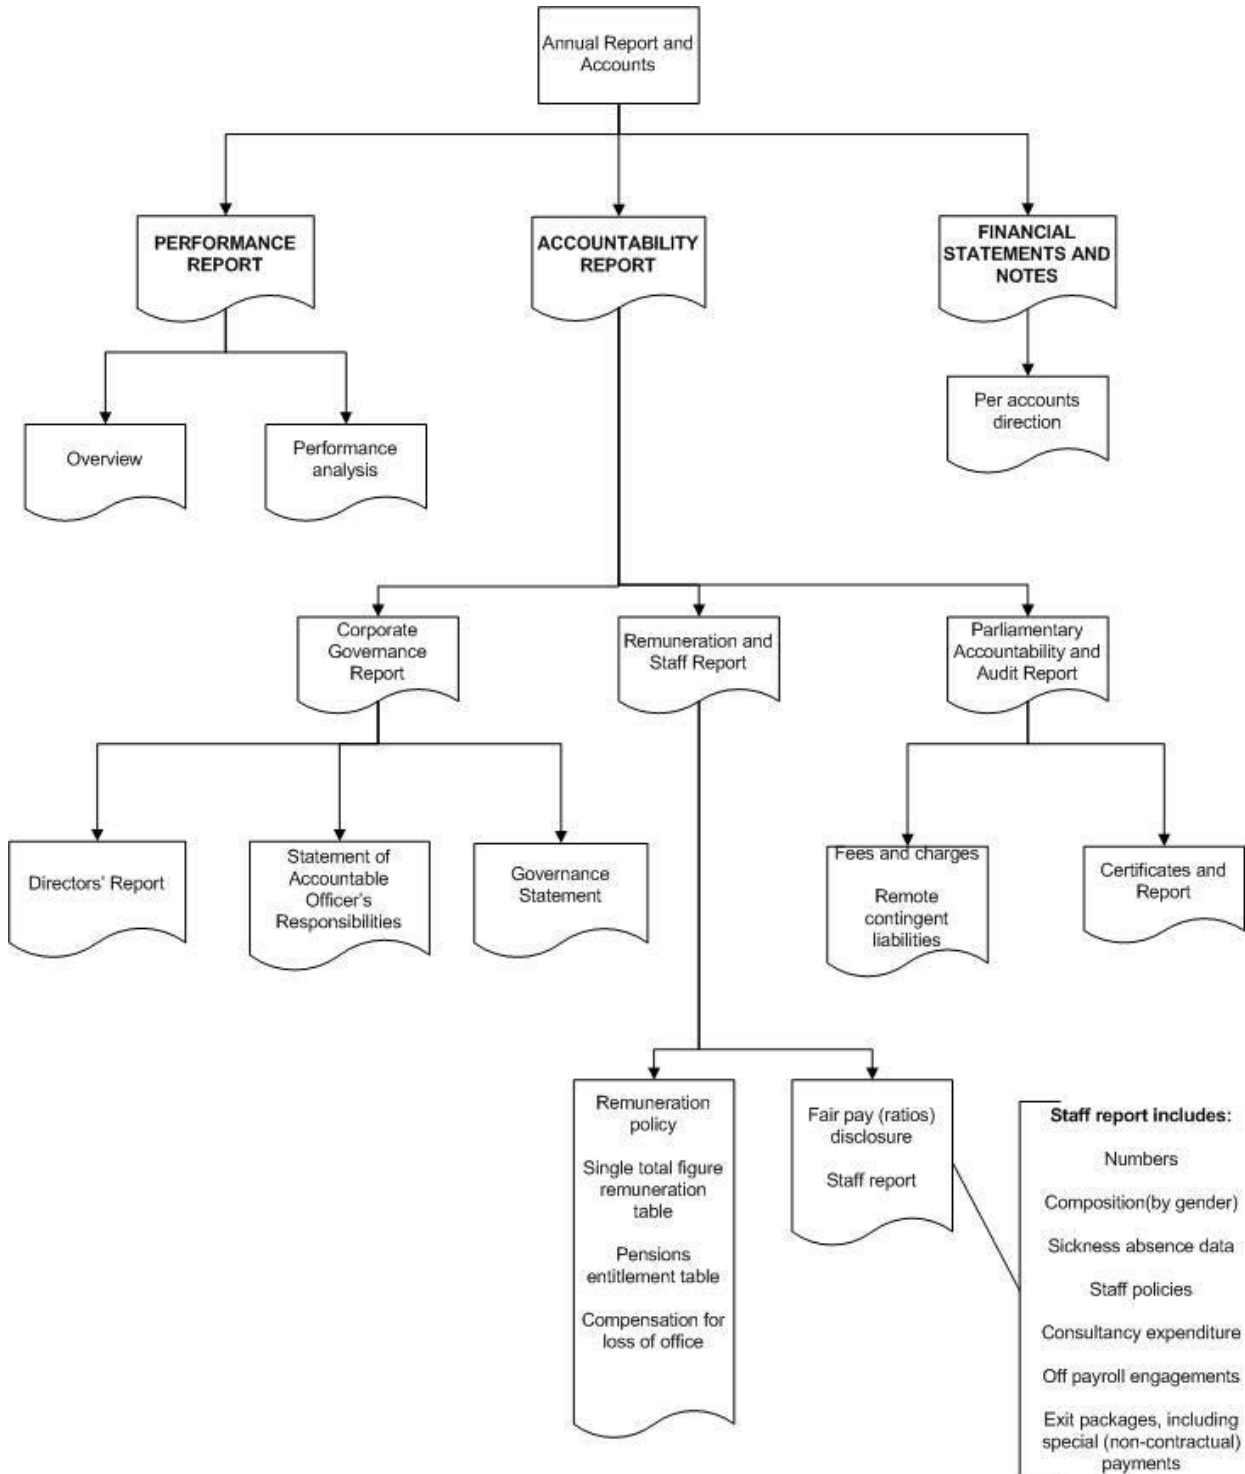 Annual Report and
Accounts
PERFORMANCE
REPORT
ACCOUNTABILITY
REPORT
FINANCIAL
STATEMENTS AND
NOTES
Overview
Performance
analysis
Per accounts
direction
Corporate
Governance
Report
Remuneration and
Staff Report
Parliamentary
Accountability and
Audit Report
Directors' Report
Statement of
Accountable
Officer's
Responsibilities
Governance
Statement
Fees and charges
Remote
contingent
liabilities
Certificates and
Report
Remuneration
policy
Single total figure
remuneration
table
Pensions
entitlement table
Compensation for
loss of office
Fair pay (ratios)
disclosure
Staff report
Staff report includes:
Numbers
Composition(by gender)
Sickness absence data
Staff policies
Consultancy expenditure
Off payroll engagements
Exit packages, including
special (non-contractual)
payments